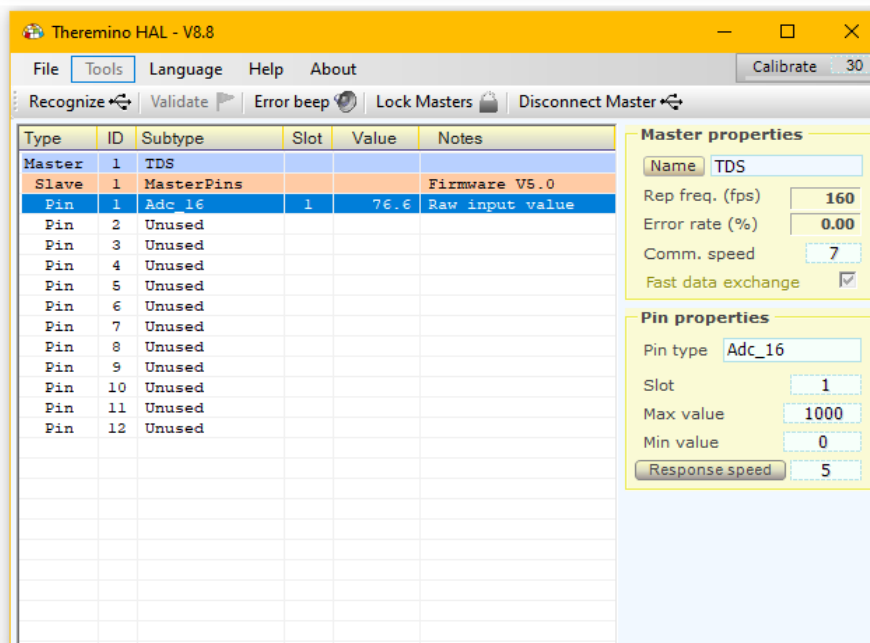 Theremino HAL - V8.8
File Tools Language Help About Calibrate 30
Recognize Validate Error beep Lock Masters Disconnect Master
Type ID Subtype Slot Value Notes
Master 1 TDS
Slave 1 MasterPins Firmware V5.0
Pin 1 Adc_16 1 76.6 Raw input value
Pin 2 Unused
Pin 3 Unused
Pin 4 Unused
Pin 5 Unused
Pin 6 Unused
Pin 7 Unused
Pin 8 Unused
Pin 9 Unused
Pin 10 Unused
Pin 11 Unused
Pin 12 Unused
Master properties
Name TDS
Rep freq. (fps) 160
Error rate (%) 0.00
Comm. speed 7
Fast data exchange
Pin properties
Pin type Adc_16
Slot 1
Max value 1000
Min value 0
Response speed 5